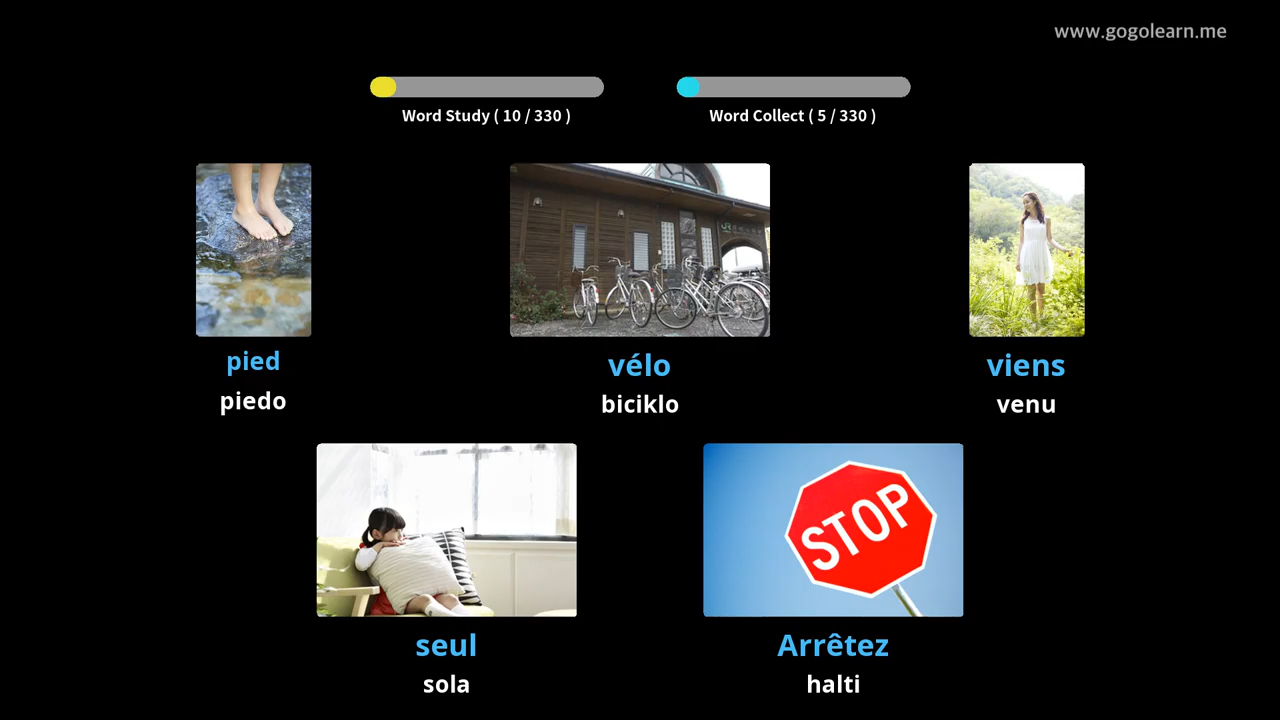 www.gogolearn.me
Word Study ( 10 / 330 )
Word Collect ( 5 / 330 )
JR
pied
vélo
viens
piedo
biciklo
venu
STOP
seul
Arrêtez
sola
halti